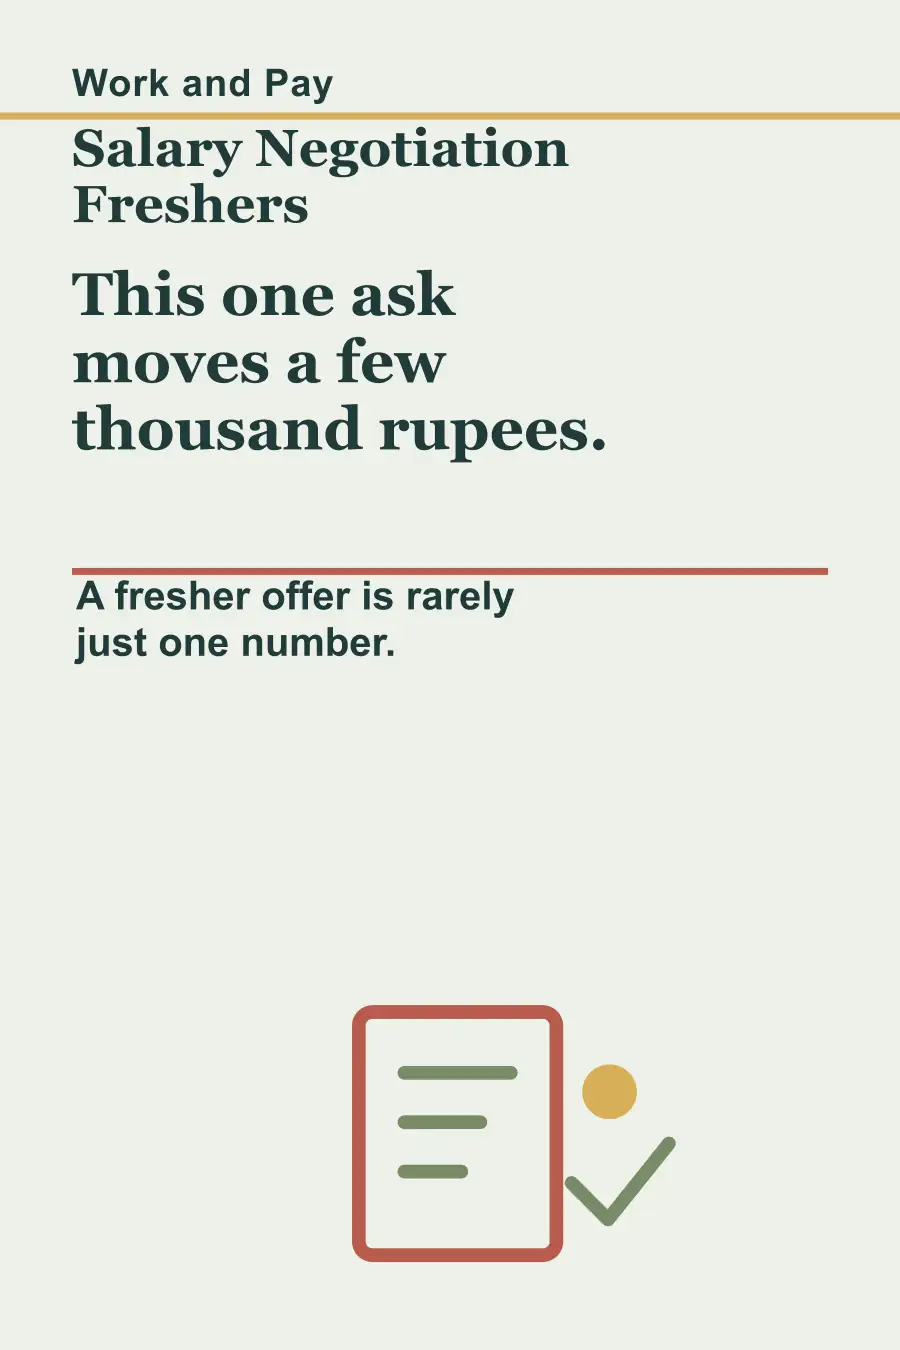 Work and Pay
Salary Negotiation
Freshers
This one ask
moves a few
thousand rupees.
A fresher offer is rarely
just one number.